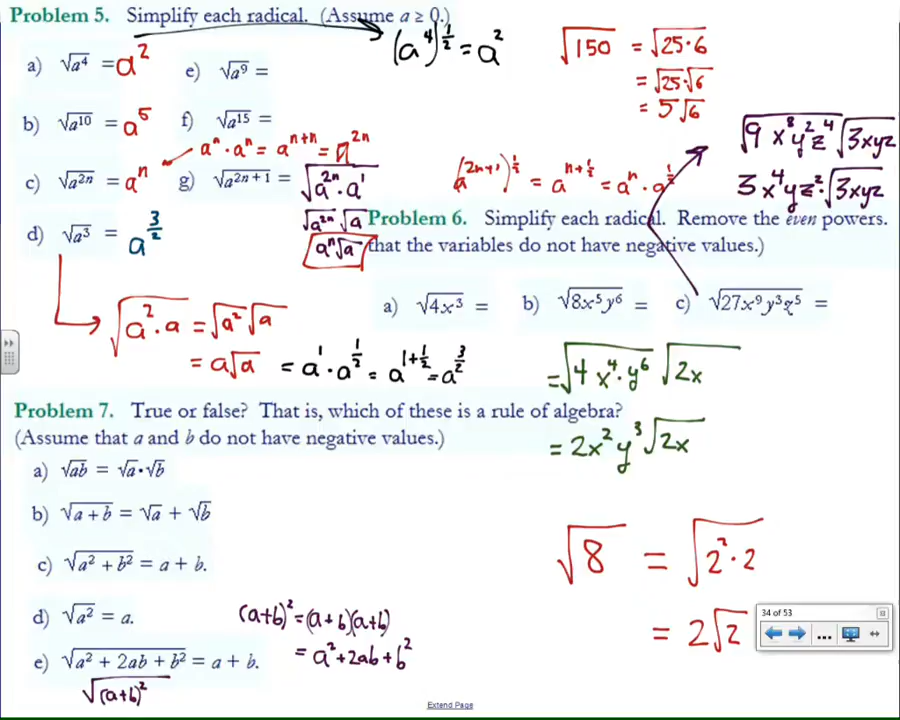 Problem 5. Simplify each radical. (Assume a ≥ 0.)
(a⁴)^½ = a²
a) √a⁴ = a²
e) √a⁹ =
b) √a¹⁰ = a⁵
f) √a¹⁵ =
aⁿ · aⁿ = aⁿ⁺ⁿ = a²ⁿ
c) √a²ⁿ = aⁿ
g) √a²ⁿ⁺¹ = √(a²ⁿ · a¹)
√a²ⁿ √a
aⁿ√a
d) √a³ = a^(3/2)
√(a² · a) = √a² √a
= a√a = a¹ · a^½ = a^(1+½) = a^(3/2)
√150 = √(25·6)
= √25 · √6
= 5√6
(a^(2n+1))^½ = a^(n+½) = aⁿ · a^½
√(9 x⁸ y² z⁴) √(3xyz)
3x⁴yz² · √(3xyz)
Problem 6. Simplify each radical. Remove the even powers.
that the variables do not have negative values.)
a) √(4x³) = b) √(8x⁵y⁶) = c) √(27x⁹y³z⁵) =
= √(4 x⁴ · y⁶) √(2x)
= 2x² y³ √(2x)
Problem 7. True or false? That is, which of these is a rule of algebra?
(Assume that a and b do not have negative values.)
a) √ab = √a · √b
b) √(a + b) = √a + √b
c) √(a² + b²) = a + b.
d) √a² = a.
e) √(a² + 2ab + b²) = a + b.
√(a+b)²
(a+b)² = (a+b)(a+b)
= a² + 2ab + b²
√8 = √(2² · 2)
= 2√2
34 of 53
...
Extend Page